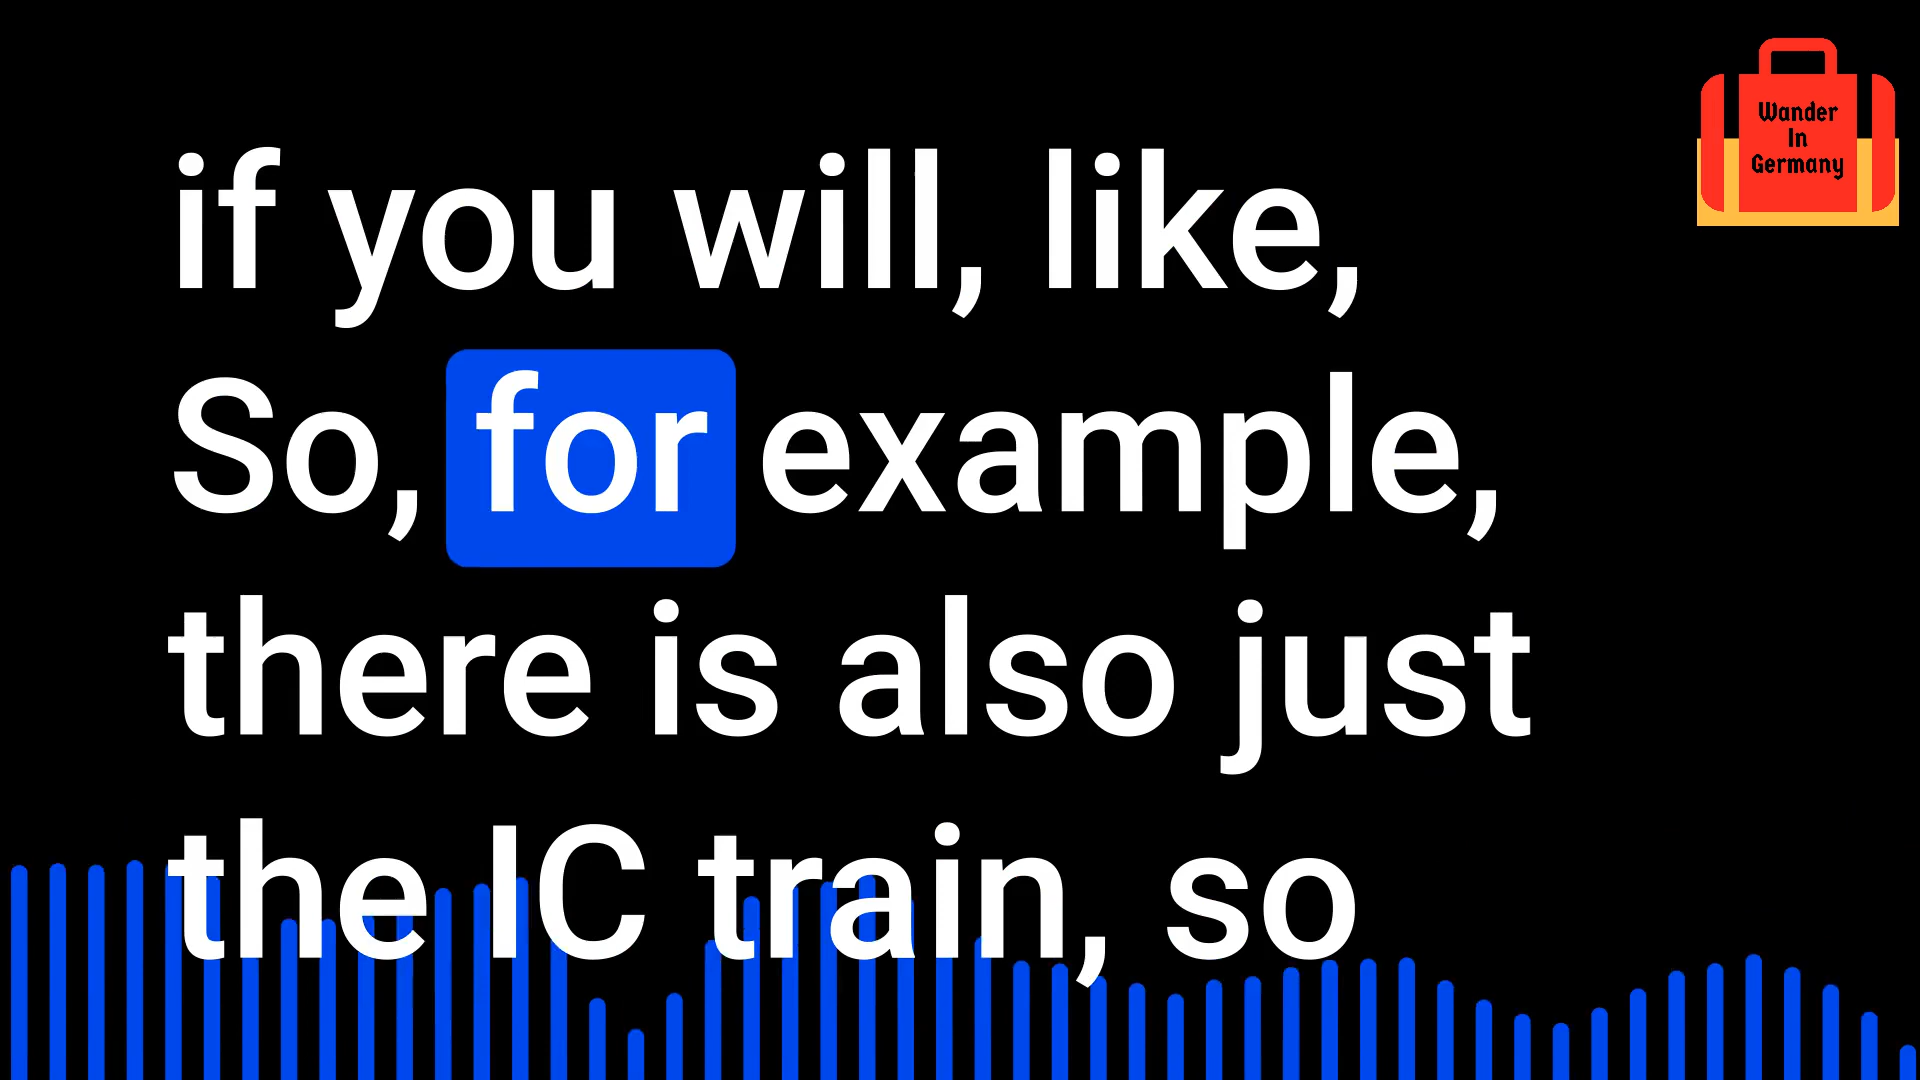 if you will, like,
So, for example,
there is also just
the IC train, so
Wander
In
Germany